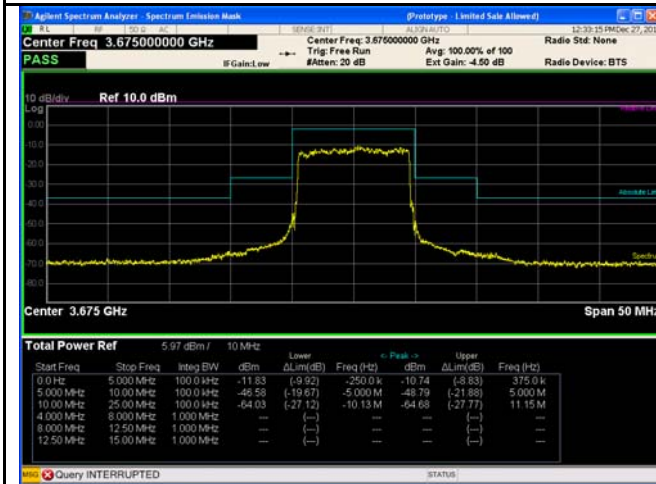 Agilent Spectrum Analyzer - Spectrum Emission Mask (Prototype - Limited Sale Allowed)
RL RF 50 Ω AC SENSE:INT ALIGN AUTO 12:33:15 PM Dec 27, 201
Center Freq 3.675000000 GHz
Center Freq: 3.675000000 GHz Radio Std: None
Trig: Free Run Avg: 100.00% of 100
PASS IFGain:Low #Atten: 20 dB Ext Gain: -4.50 dB Radio Device: BTS
10 dB/div Ref 10.0 dBm
Log
0.00
-10.0
-20.0
-30.0
-40.0
-50.0
-60.0
-70.0
-80.0
Absolute Lim
Spectru
Center 3.675 GHz Span 50 MHz
Total Power Ref 5.97 dBm / 10 MHz
Lower <- Peak -> Upper
Start Freq Stop Freq Integ BW dBm ΔLim(dB) Freq (Hz) dBm ΔLim(dB) Freq (Hz)
0.0 Hz 5.000 MHz 100.0 kHz -11.83 (-9.92) -250.0 k -10.74 (-8.83) 375.0 k
5.000 MHz 10.00 MHz 100.0 kHz -46.58 (-19.67) -5.000 M -48.79 (-21.88) 5.000 M
10.00 MHz 25.00 MHz 100.0 kHz -64.03 (-27.12) -10.13 M -64.68 (-27.77) 11.15 M
4.000 MHz 8.000 MHz 1.000 MHz --- (---) --- (---) ---
8.000 MHz 12.50 MHz 1.000 MHz --- (---) --- (---) ---
12.50 MHz 15.00 MHz 1.000 MHz --- (---) --- (---) ---
MSG Query INTERRUPTED STATUS